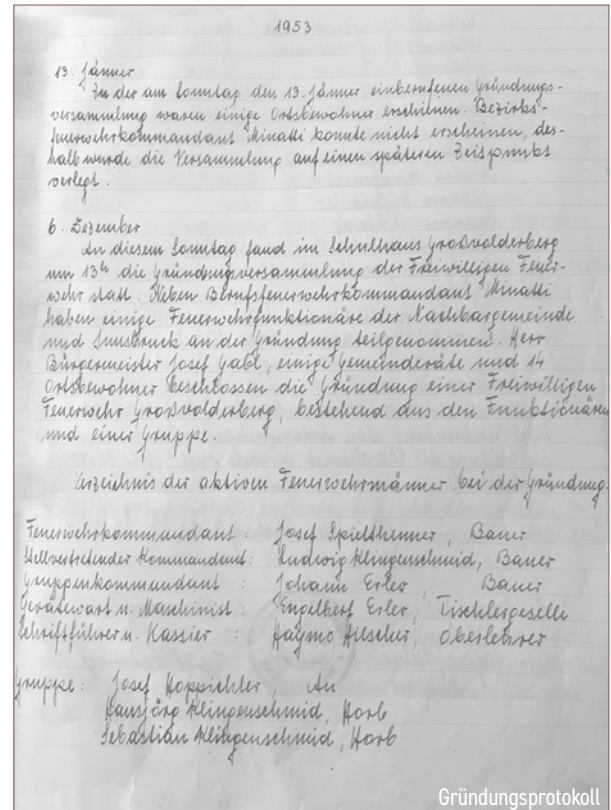 1953
13. Jänner
In der am Sonntag den 13. Jänner einberufenen Gründungs-
versammlung waren einige Ortsbewohner erschienen. Bezirks-
feuerwehrkommandant Minatti konnte nicht erscheinen, des-
halb wurde die Versammlung auf einen späteren Zeitpunkt
verlegt.
6. Dezember
An diesem Sonntag fand im Schulhaus Großvolderberg
um 13h die Gründungsversammlung der Freiwilligen Feuer-
wehr statt. Neben Berufsfeuerwehrkommandant Minatti
haben einige Feuerwehrfunktionäre der Nachbargemeinde
und Innsbruck an der Gründung teilgenommen. Herr
Bürgermeister Josef Gabl, einige Gemeinderäte und 14
Ortsbewohner beschlossen die Gründung einer Freiwilligen
Feuerwehr Großvolderberg, bestehend aus den Funktionären
und einer Gruppe.
Verzeichnis der aktiven Feuerwehrmänner bei der Gründung.
Feuerwehrkommandant: Josef Spielthenner, Bauer
Stellvertretender Kommandant: Ludwig Klingenschmid, Bauer
Gruppenkommandant: Johann Erler, Bauer
Gerätewart u. Maschinist: Engelbert Erler, Tischlergeselle
Schriftführer u. Kassier: Haymo Hilscher, Oberlehrer
Gruppe: Josef Hoppichler, Au
Hansjörg Klingenschmid, Horb
Sebastian Klingenschmid, Horb
Gründungsprotokoll